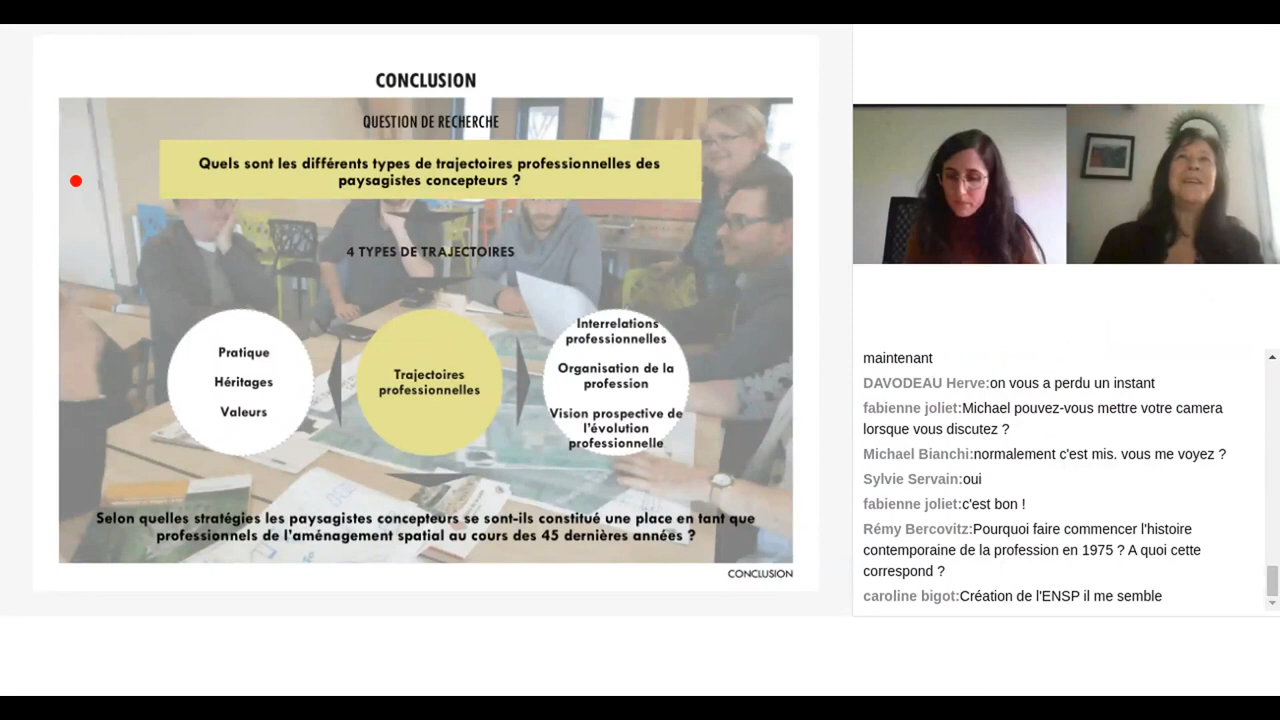 CONCLUSION
QUESTION DE RECHERCHE
Quels sont les différents types de trajectoires professionnelles des
paysagistes concepteurs ?
4 TYPES DE TRAJECTOIRES
Pratique
Héritages
Valeurs
Trajectoires
professionnelles
Interrelations
professionnelles
Organisation de la
profession
Vision prospective de
l'évolution
professionnelle
Selon quelles stratégies les paysagistes concepteurs se sont-ils constitué une place en tant que
professionnels de l'aménagement spatial au cours des 45 dernières années ?
CONCLUSION
maintenant
DAVODEAU Herve:on vous a perdu un instant
fabienne joliet:Michael pouvez-vous mettre votre camera
lorsque vous discutez ?
Michael Bianchi:normalement c'est mis. vous me voyez ?
Sylvie Servain:oui
fabienne joliet:c'est bon !
Rémy Bercovitz:Pourquoi faire commencer l'histoire
contemporaine de la profession en 1975 ? A quoi cette
correspond ?
caroline bigot:Création de l'ENSP il me semble